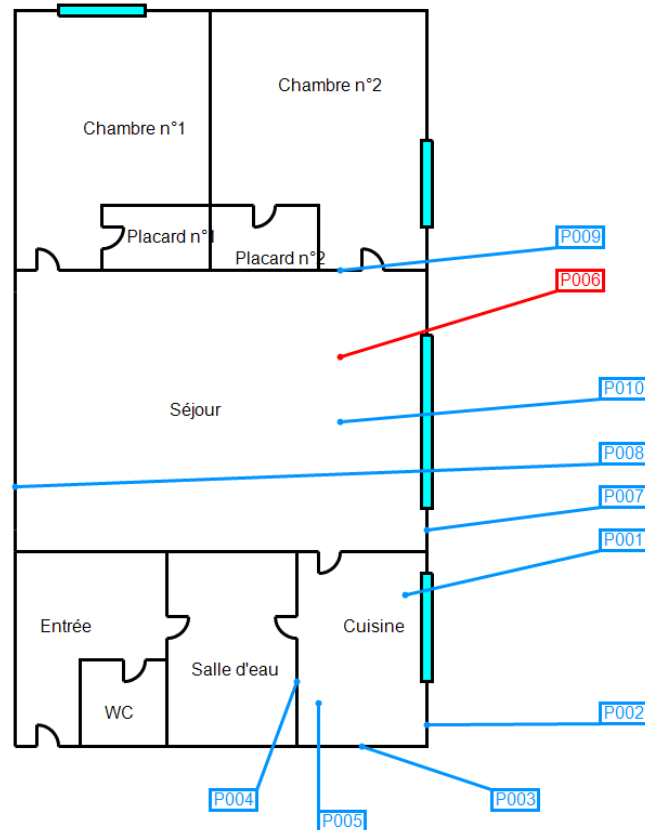 Chambre n°2
Chambre n°1
Placard n°1
P009
Placard n°2
P006
P010
Séjour
P008
P007
P001
Entrée
Cuisine
Salle d'eau
WC
P002
P004
P003
P005